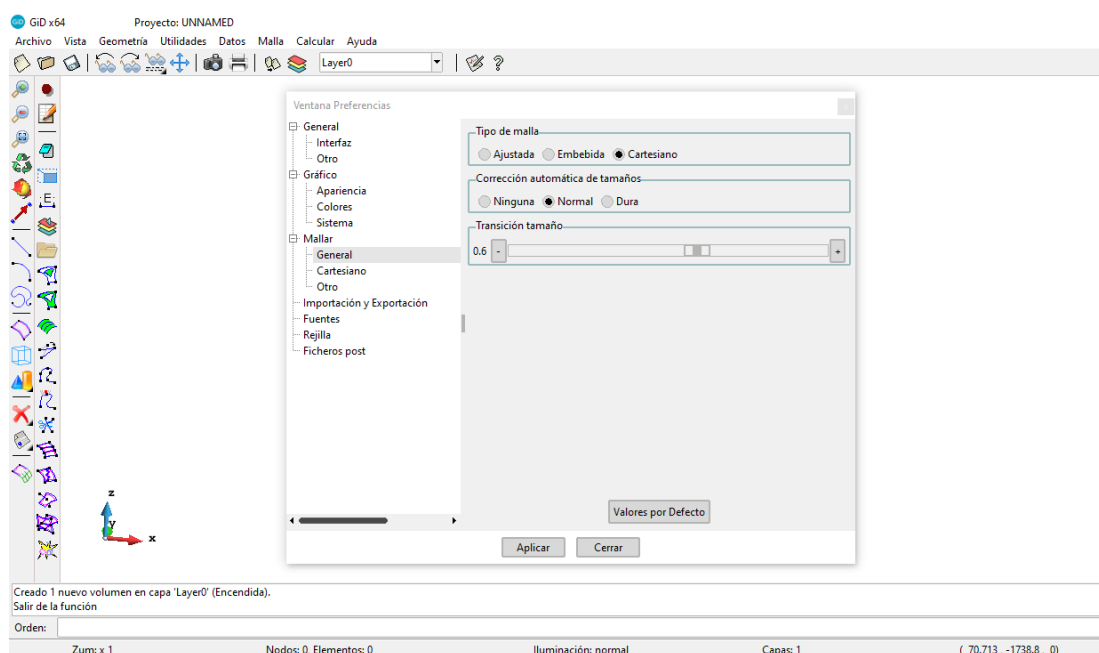 GiD x64 Proyecto: UNNAMED
Archivo Vista Geometría Utilidades Datos Malla Calcular Ayuda
Layer0
Ventana Preferencias
General
Interfaz
Otro
Gráfico
Apariencia
Colores
Sistema
Mallar
General
Cartesiano
Otro
Importación y Exportación
Fuentes
Rejilla
Ficheros post
Tipo de malla
Ajustada Embebida Cartesiano
Corrección automática de tamaños
Ninguna Normal Dura
Transición tamaño
0.6 - +
Valores por Defecto
Aplicar Cerrar
z
y
x
Creado 1 nuevo volumen en capa 'Layer0' (Encendida).
Salir de la función
Orden:
Zum: x 1 Nodos: 0, Elementos: 0 Iluminación: normal Capas: 1 ( 70.713 , -1738.8 , 0)